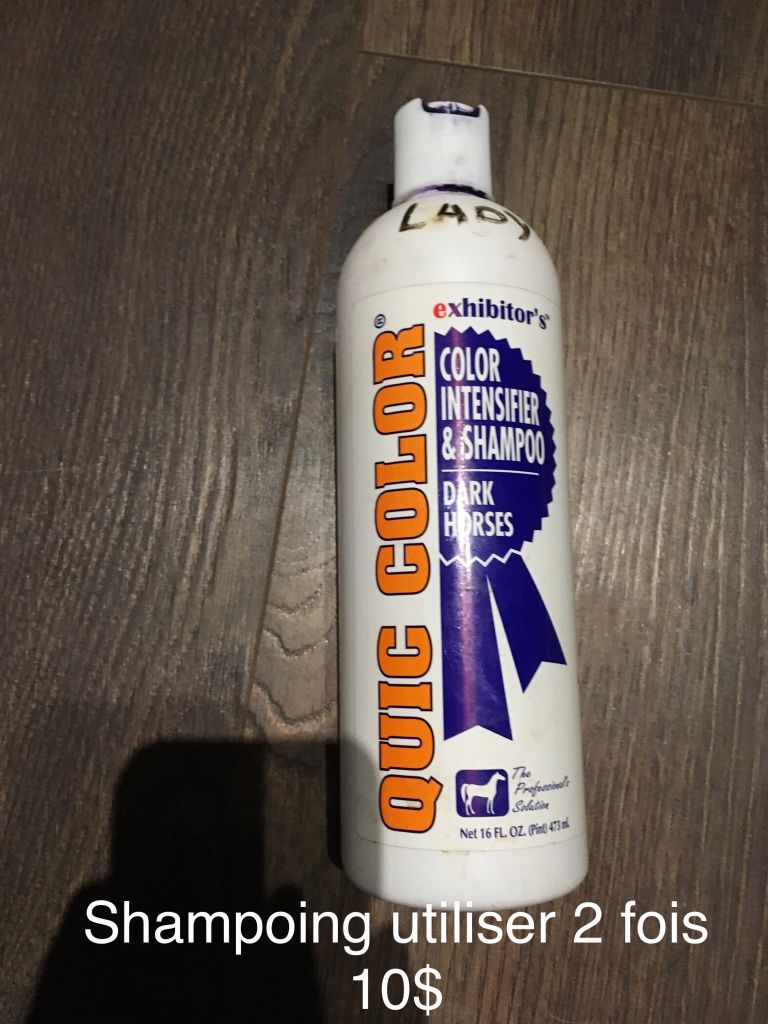 LADY
exhibitor's™
QUIC COLOR®
COLOR
INTENSIFIER
& SHAMPOO
DARK
HORSES
The
Professional's
Solution
Net 16 FL. OZ. (Pint) 473 mL
Shampoing utiliser 2 fois
10$